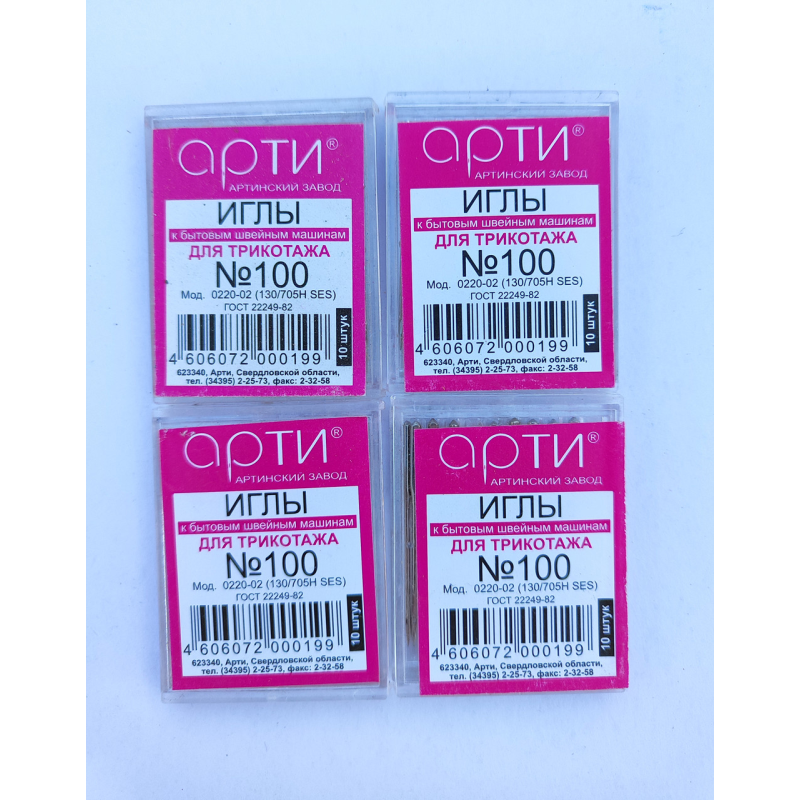 арти®
АРТИНСКИЙ ЗАВОД
ИГЛЫ
к бытовым швейным машинам
ДЛЯ ТРИКОТАЖА
№100
Мод. 0220-02 (130/705H SES)
ГОСТ 22249-82
10 штук
4 606072 000199
623340, Арти, Свердловской области,
тел. (34395) 2-25-73, факс: 2-32-58
арти®
АРТИНСКИЙ ЗАВОД
ИГЛЫ
к бытовым швейным машинам
ДЛЯ ТРИКОТАЖА
№100
Мод. 0220-02 (130/705H SES)
ГОСТ 22249-82
10 штук
4 606072 000199
623340, Арти, Свердловской области,
тел. (34395) 2-25-73, факс: 2-32-58
арти®
АРТИНСКИЙ ЗАВОД
ИГЛЫ
к бытовым швейным машинам
ДЛЯ ТРИКОТАЖА
№100
Мод. 0220-02 (130/705H SES)
ГОСТ 22249-82
10 штук
4 606072 000199
623340, Арти, Свердловской области,
тел. (34395) 2-25-73, факс: 2-32-58
арти®
АРТИНСКИЙ ЗАВОД
ИГЛЫ
к бытовым швейным машинам
ДЛЯ ТРИКОТАЖА
№100
Мод. 0220-02 (130/705H SES)
ГОСТ 22249-82
10 штук
4 606072 000199
623340, Арти, Свердловской области,
тел. (34395) 2-25-73, факс: 2-32-58